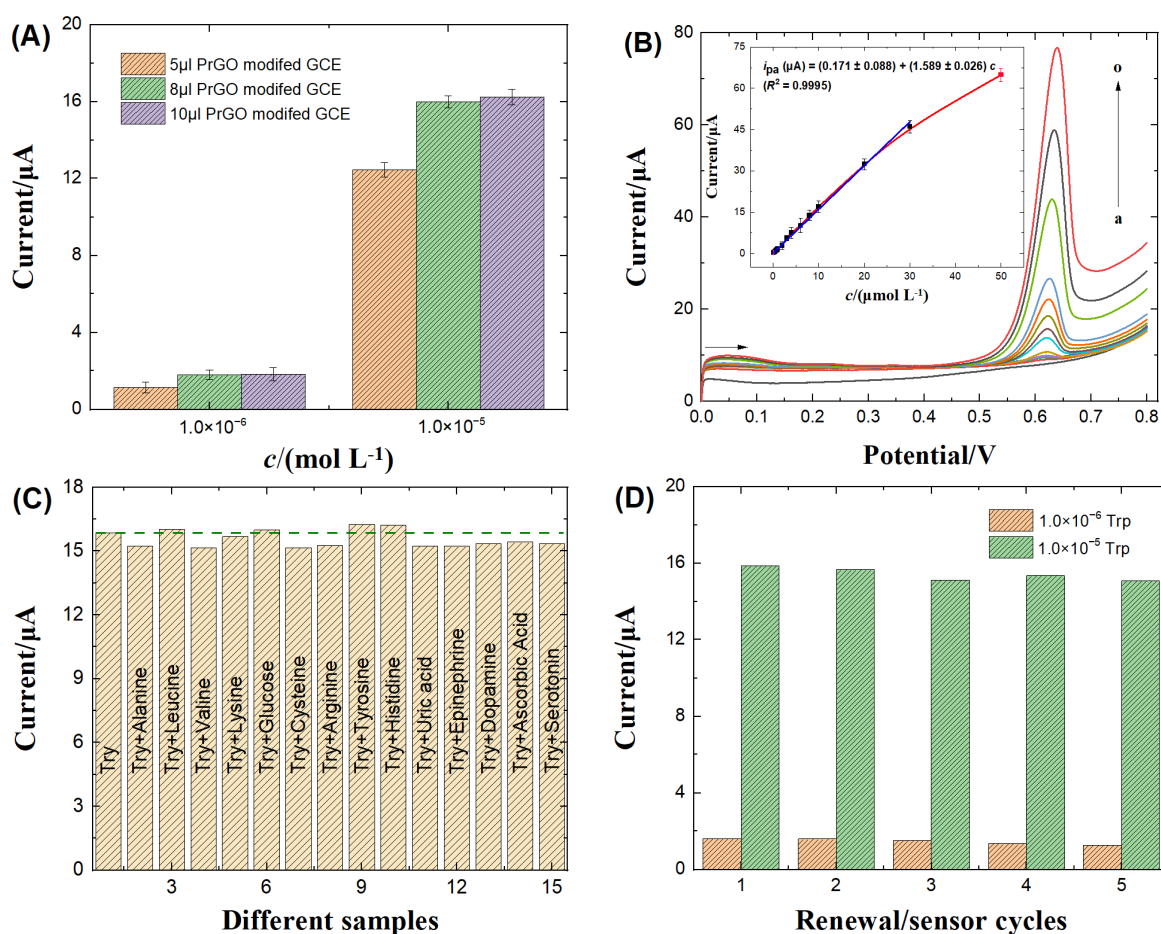 (A)
Current/µA
20
16
12
8
4
0
5µl PrGO modifed GCE
8µl PrGO modifed GCE
10µl PrGO modifed GCE
1.0×10⁻⁶
1.0×10⁻⁵
c/(mol L⁻¹)
(B)
Current/µA
80
60
40
20
0
0.0
0.1
0.2
0.3
0.4
0.5
0.6
0.7
0.8
Potential/V
o
a
iₚₐ (µA) = (0.171 ± 0.088) + (1.589 ± 0.026) c
(R² = 0.9995)
Current/µA
75
60
45
30
15
0
0
10
20
30
40
50
c/(µmol L⁻¹)
(C)
Current/µA
18
15
12
9
6
3
0
Try
Try+Alanine
Try+Leucine
Try+Valine
Try+Lysine
Try+Glucose
Try+Cysteine
Try+Arginine
Try+Tyrosine
Try+Histidine
Try+Uric acid
Try+Epinephrine
Try+Dopamine
Try+Ascorbic Acid
Try+Serotonin
3
6
9
12
15
Different samples
(D)
Current/µA
20
16
12
8
4
0
1.0×10⁻⁶ Trp
1.0×10⁻⁵ Trp
1
2
3
4
5
Renewal/sensor cycles